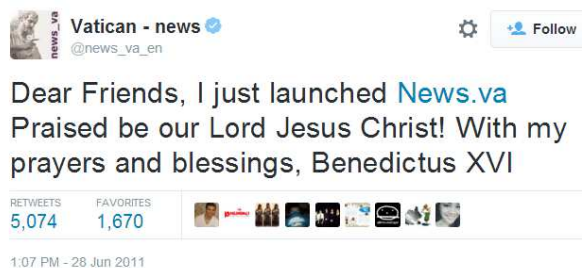 Vatican - news
@news_va_en
news_va
Follow
Dear Friends, I just launched News.va
Praised be our Lord Jesus Christ! With my
prayers and blessings, Benedictus XVI
RETWEETS FAVORITES
5,074 1,670
1:07 PM - 28 Jun 2011